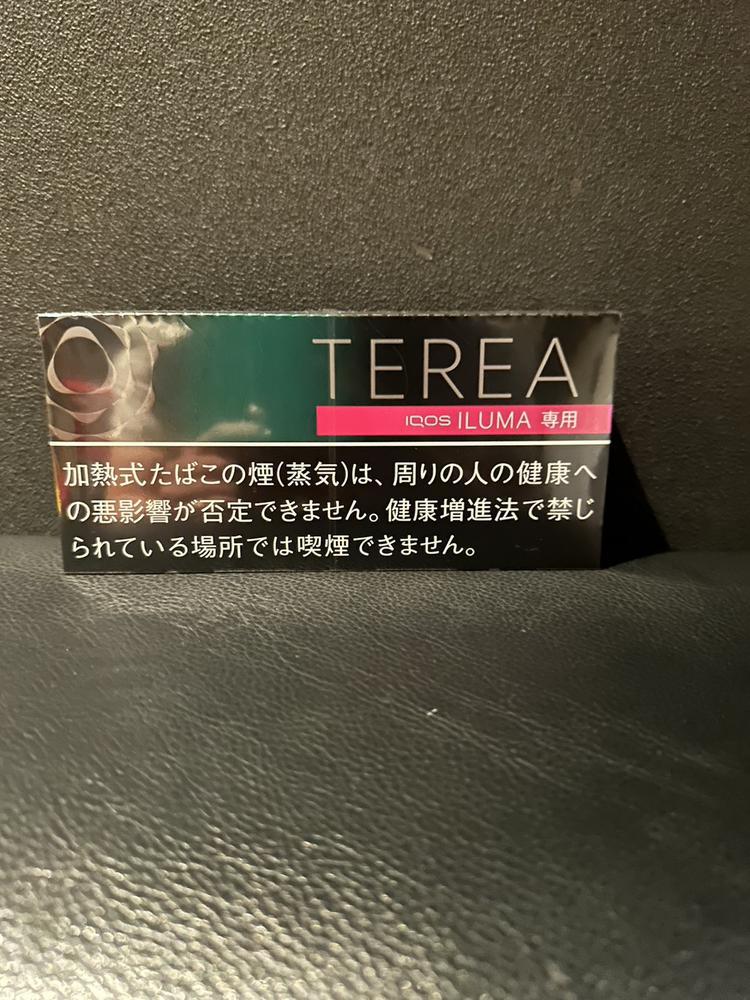 TEREA
IQOS ILUMA 専用
加熱式たばこの煙(蒸気)は、周りの人の健康へ
の悪影響が否定できません。健康増進法で禁じ
られている場所では喫煙できません。